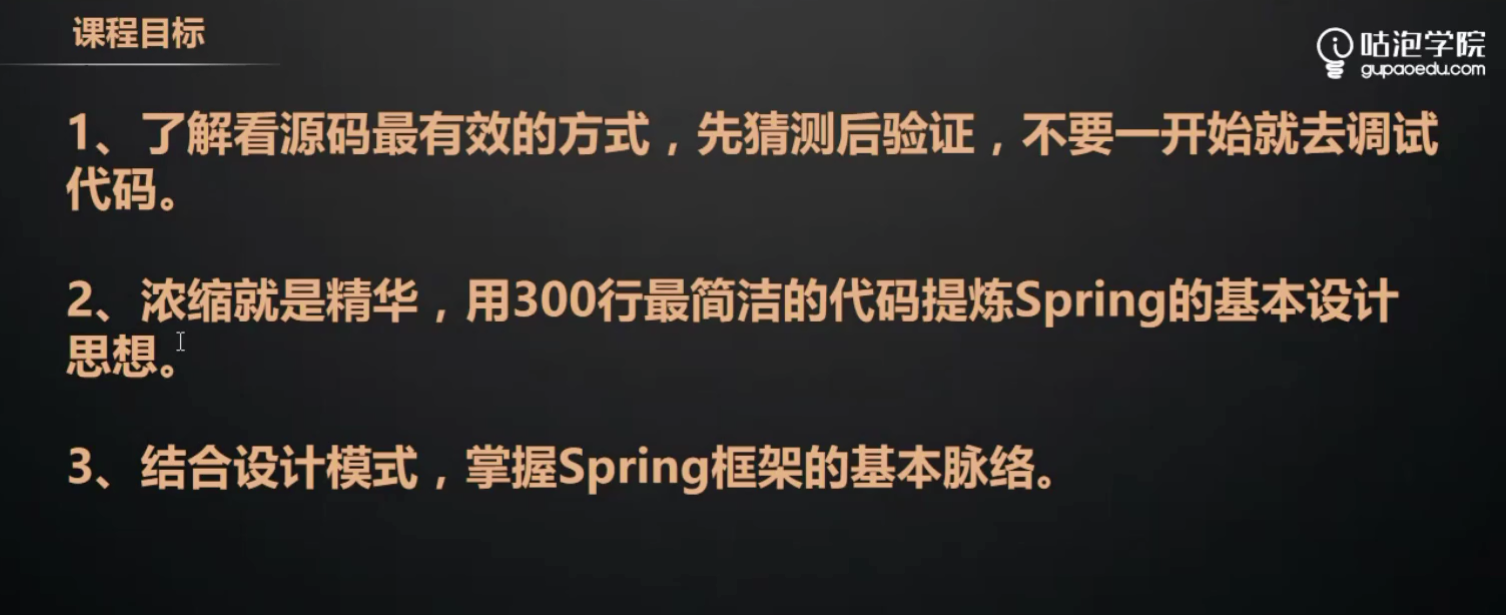 课程目标
咕泡学院
gupaoedu.com
1、了解看源码最有效的方式，先猜测后验证，不要一开始就去调试
代码。
2、浓缩就是精华，用300行最简洁的代码提炼Spring的基本设计
思想。
3、结合设计模式，掌握Spring框架的基本脉络。